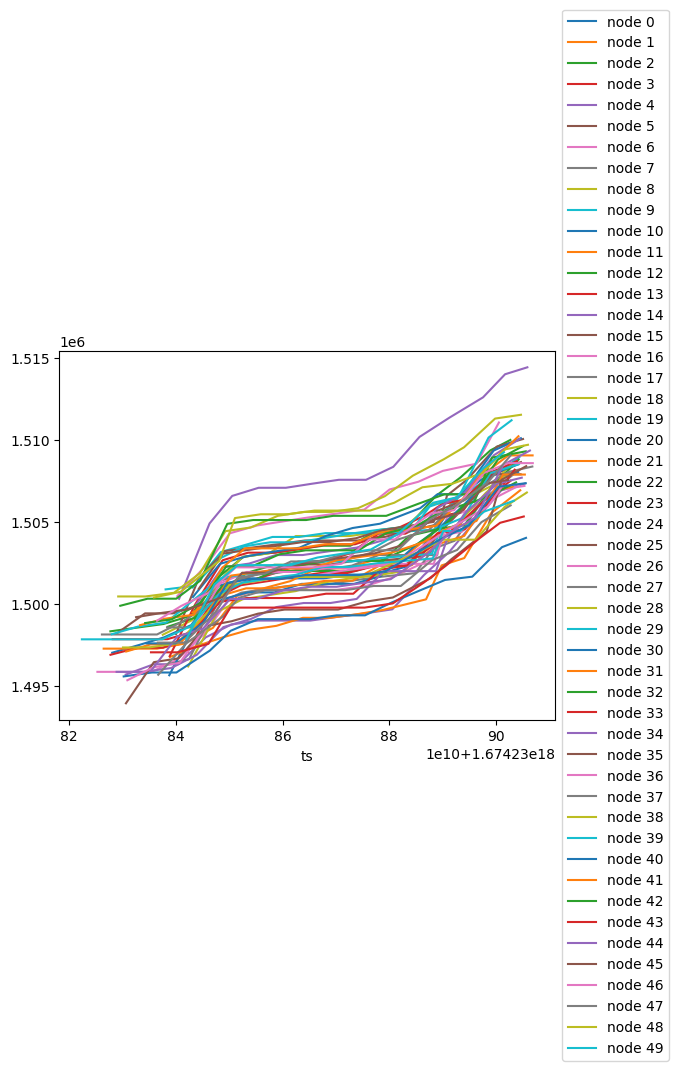 1e6
1.515
1.510
1.505
1.500
1.495
82
84
86
88
90
1e10+1.67423e18
ts
node 0
node 1
node 2
node 3
node 4
node 5
node 6
node 7
node 8
node 9
node 10
node 11
node 12
node 13
node 14
node 15
node 16
node 17
node 18
node 19
node 20
node 21
node 22
node 23
node 24
node 25
node 26
node 27
node 28
node 29
node 30
node 31
node 32
node 33
node 34
node 35
node 36
node 37
node 38
node 39
node 40
node 41
node 42
node 43
node 44
node 45
node 46
node 47
node 48
node 49